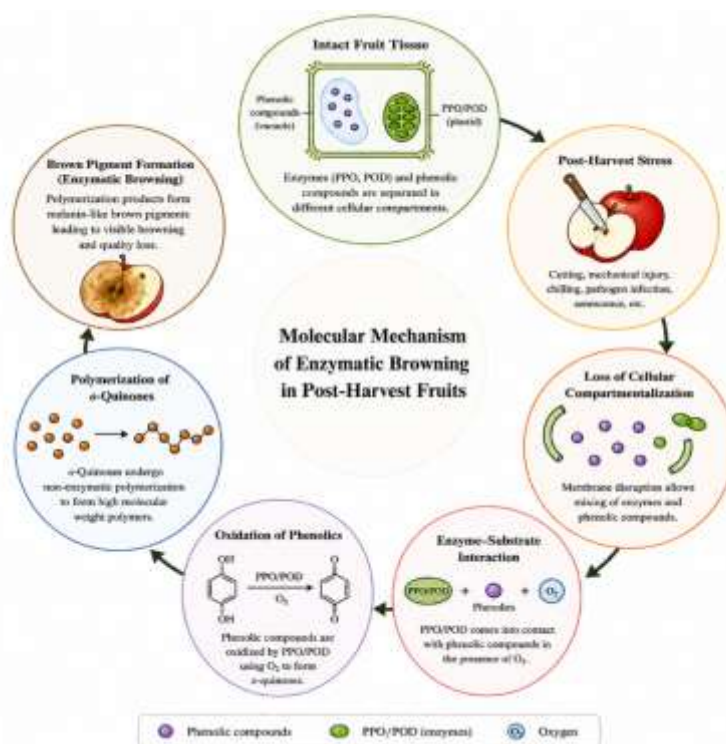 Intact Fruit Tissue
Phenolic
compounds
(vacuole)
PPO/POD
(plastid)
Enzymes (PPO, POD) and phenolic
compounds are separated in
different cellular compartments.
Post-Harvest Stress
Cutting, mechanical injury,
chilling, pathogen infection,
senescence, etc.
Loss of Cellular
Compartmentalization
Membrane disruption allows
mixing of enzymes and
phenolic compounds.
Enzyme–Substrate
Interaction
PPO/POD + + O₂
Phenolics
PPO/POD comes into contact
with phenolic compounds in
the presence of O₂.
Oxidation of Phenolics
OH
OH
PPO/POD
O₂
O
O
Phenolic compounds are
oxidized by PPO/POD
using O₂ to form
o-quinones.
Polymerization of
o-Quinones
o-Quinones undergo
non-enzymatic polymerization
to form high molecular
weight polymers.
Brown Pigment Formation
(Enzymatic Browning)
Polymerization products form
melanin-like brown pigments
leading to visible browning
and quality loss.
Molecular Mechanism
of Enzymatic Browning
in Post-Harvest Fruits
Phenolic compounds
PPO/POD (enzymes)
O₂ Oxygen